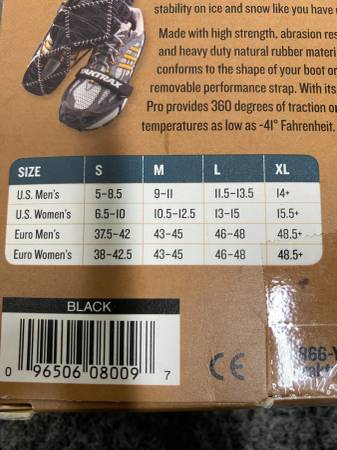 stability on ice and snow like you have
Made with high strength, abrasion res
and heavy duty natural rubber materi
conforms to the shape of your boot or
removable performance strap. With its
Pro provides 360 degrees of traction o
temperatures as low as -41° Fahrenheit.
YAKTRAX
SIZE S M L XL
U.S. Men's 5-8.5 9-11 11.5-13.5 14+
U.S. Women's 6.5-10 10.5-12.5 13-15 15.5+
Euro Men's 37.5-42 43-45 46-48 48.5+
Euro Women's 38-42.5 43-45 46-48 48.5+
BLACK
0 96506 08009 7
CE
866-